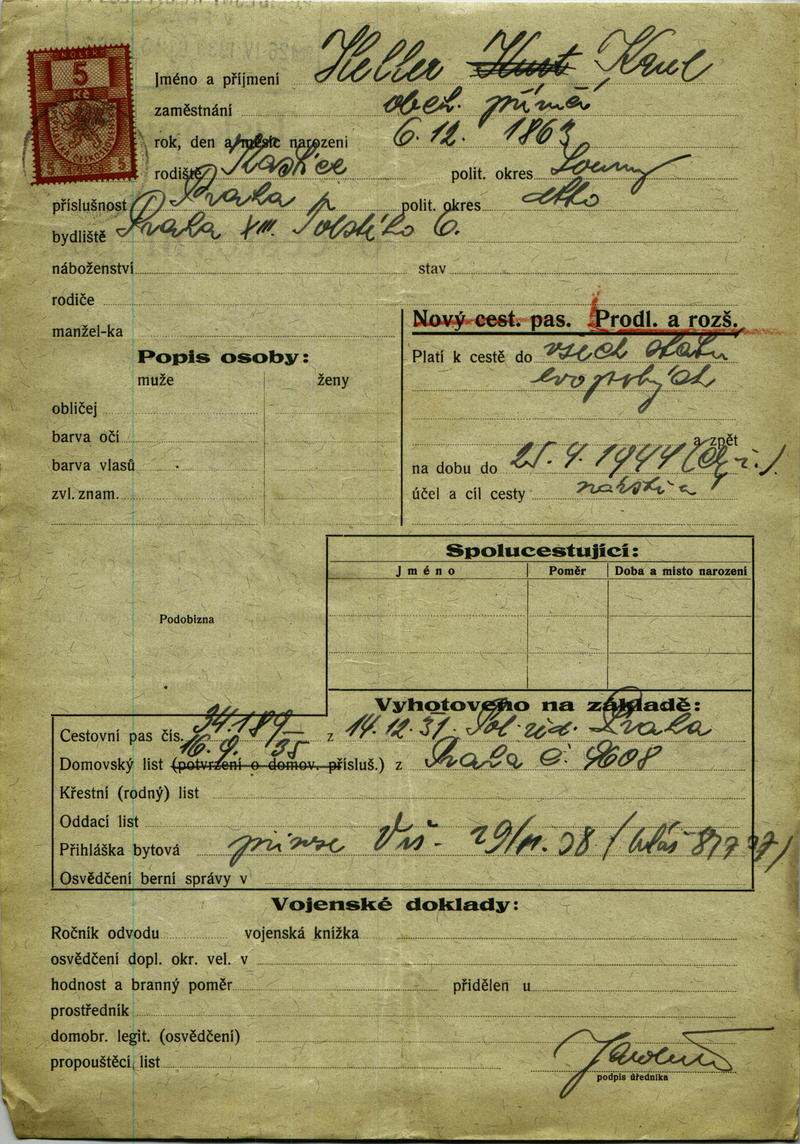 KOLEK
5
Kč
5 5
Jméno a příjmení Heller Karel
zaměstnání obch.
rok, den a měsíc narození 6. 12. 1863
rodiště polit. okres Louny
příslušnost Praha polit. okres detto
bydliště Praha XIII. 6.
náboženství stav
rodiče
manžel-ka
Nový cest. pas. Prodl. a rozš.
Popis osoby:
muže ženy
Platí k cestě do všech států
evropských
obličej
barva očí
barva vlasů
zvl. znam.
a zpět
na dobu do 25. 4. 1944
účel a cíl cesty
Spolucestující:
Jméno Poměr Doba a místo narození
Podobizna
Vyhotoveno na základě:
Cestovní pas čís. 34.189 z 14. 12. 31. Pol. řed. Praha
16. 9. 35
Domovský list (potvrzení o domov. přísluš.) z Praha č. 9608
Křestní (rodný) list
Oddací list
Přihláška bytová
Osvědčení berní správy v
Vojenské doklady:
Ročník odvodu vojenská knížka
osvědčení dopl. okr. vel. v
hodnost a branný poměr přidělen u
prostředník
domobr. legit. (osvědčení)
propouštěcí list
podpis úředníka